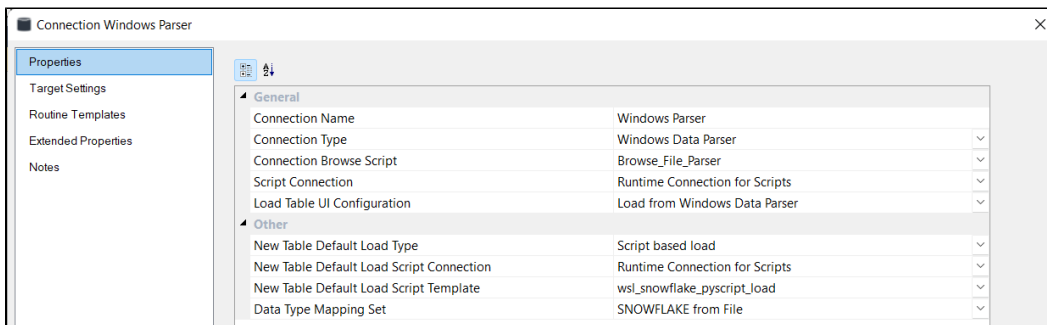 Connection Windows Parser
Properties
Target Settings
Routine Templates
Extended Properties
Notes
General
Connection Name Windows Parser
Connection Type Windows Data Parser
Connection Browse Script Browse_File_Parser
Script Connection Runtime Connection for Scripts
Load Table UI Configuration Load from Windows Data Parser
Other
New Table Default Load Type Script based load
New Table Default Load Script Connection Runtime Connection for Scripts
New Table Default Load Script Template wsl_snowflake_pyscript_load
Data Type Mapping Set SNOWFLAKE from File